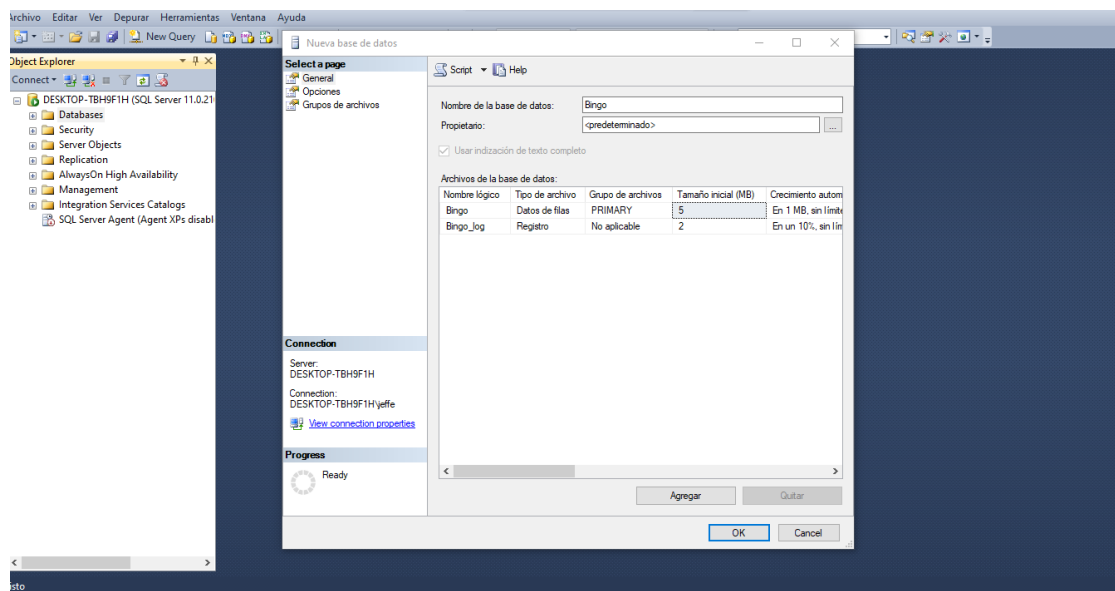 Archivo Editar Ver Depurar Herramientas Ventana Ayuda
New Query
Object Explorer
Connect
DESKTOP-TBH9F1H (SQL Server 11.0.21
Databases
Security
Server Objects
Replication
AlwaysOn High Availability
Management
Integration Services Catalogs
SQL Server Agent (Agent XPs disabl
Nueva base de datos
Select a page
General
Opciones
Grupos de archivos
Script Help
Nombre de la base de datos: Bingo
Propietario: <predeterminado> ...
Usar indización de texto completo
Archivos de la base de datos:
Nombre lógico Tipo de archivo Grupo de archivos Tamaño inicial (MB) Crecimiento autom
Bingo Datos de filas PRIMARY 5 En 1 MB, sin límite
Bingo_log Registro No aplicable 2 En un 10%, sin lím
Connection
Server:
DESKTOP-TBH9F1H
Connection:
DESKTOP-TBH9F1H\jeffe
View connection properties
Progress
Ready
Agregar Quitar
OK Cancel
isto